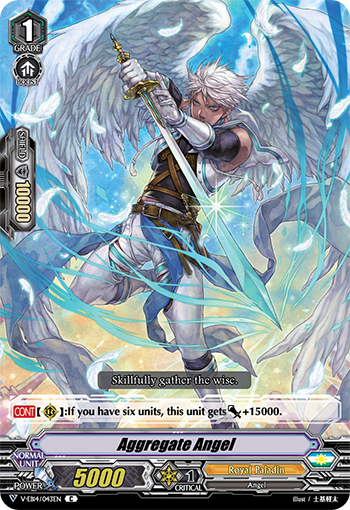 1
GRADE
BOOST
SHIELD
10000
Skillfully gather the wise.
CONT【 】:If you have six units, this unit gets +15000.
Aggregate Angel
NORMAL
UNIT
POWER
5000
1
CRITICAL
Royal Paladin
Angel
V-EB14/043EN C
Illust / 士基軽太